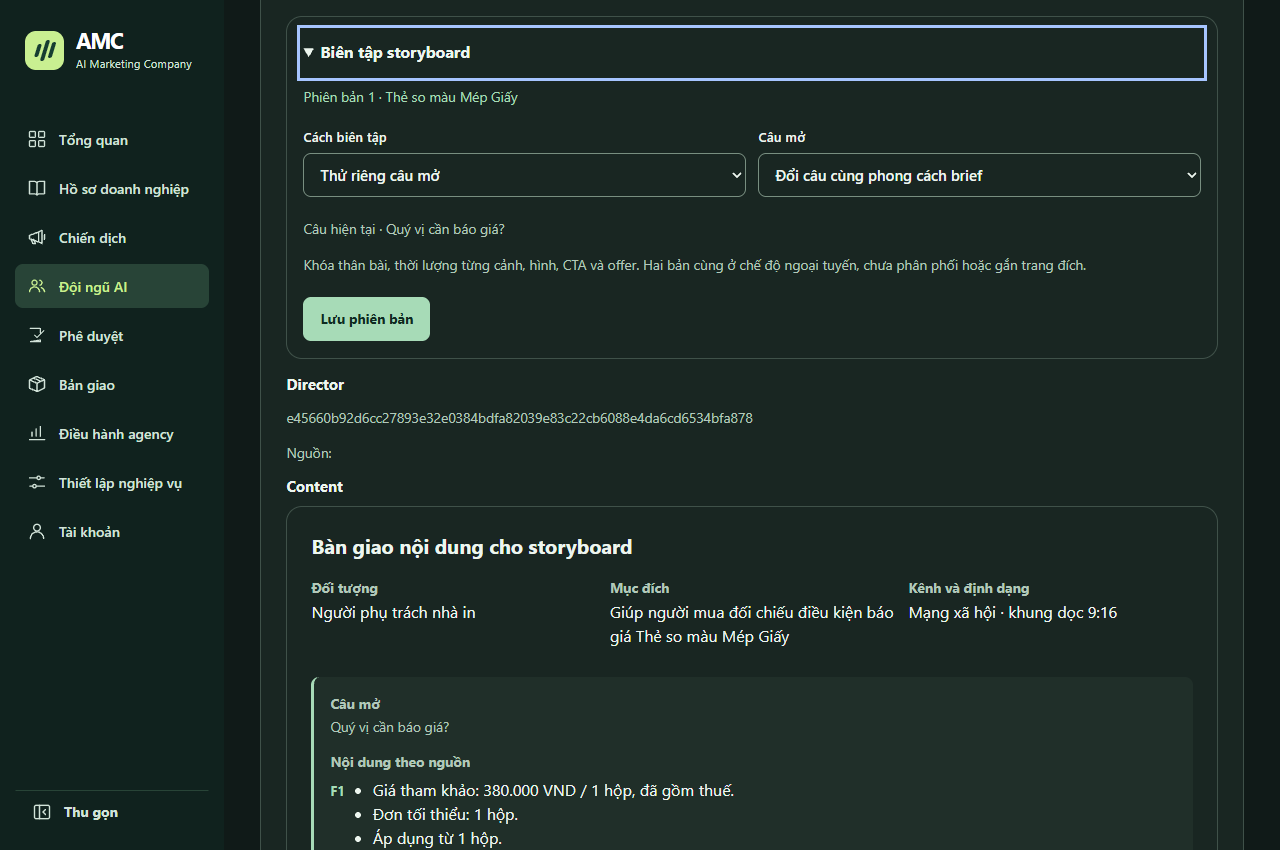 AMC
AI Marketing Company
Tổng quan
Hồ sơ doanh nghiệp
Chiến dịch
Đội ngũ AI
Phê duyệt
Bản giao
Điều hành agency
Thiết lập nghiệp vụ
Tài khoản
Thu gọn
Biên tập storyboard
Phiên bản 1 · Thẻ so màu Mép Giấy
Cách biên tập
Câu mở
Thử riêng câu mở
Đổi câu cùng phong cách brief
Câu hiện tại · Quý vị cần báo giá?
Khóa thân bài, thời lượng từng cảnh, hình, CTA và offer. Hai bản cùng ở chế độ ngoại tuyến, chưa phân phối hoặc gắn trang đích.
Lưu phiên bản
Director
e45660b92d6cc27893e32e0384bdfa82039e83c22cb6088e4da6cd6534bfa878
Nguồn:
Content
Bàn giao nội dung cho storyboard
Đối tượng
Người phụ trách nhà in
Mục đích
Giúp người mua đối chiếu điều kiện báo
giá Thẻ so màu Mép Giấy
Kênh và định dạng
Mạng xã hội · khung dọc 9:16
Câu mở
Quý vị cần báo giá?
Nội dung theo nguồn
F1 • Giá tham khảo: 380.000 VND / 1 hộp, đã gồm thuế.
• Đơn tối thiểu: 1 hộp.
• Áp dụng từ 1 hộp.